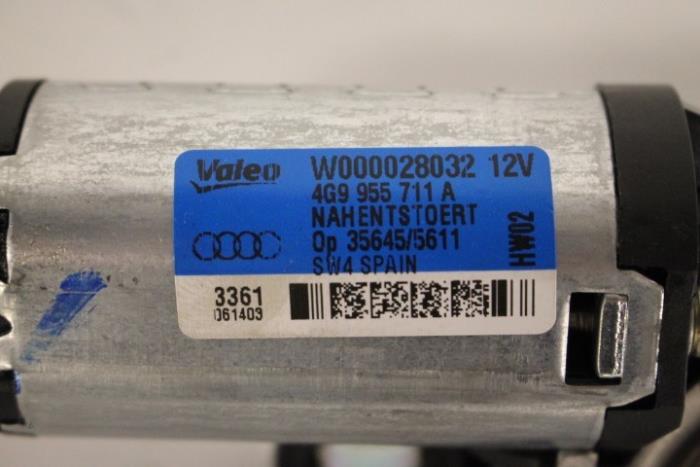 Valeo W000028032 12V
4G9 955 711 A
NAHENTSTOERT
Op 35645/5611
SW4 SPAIN
HW02
3361
061403